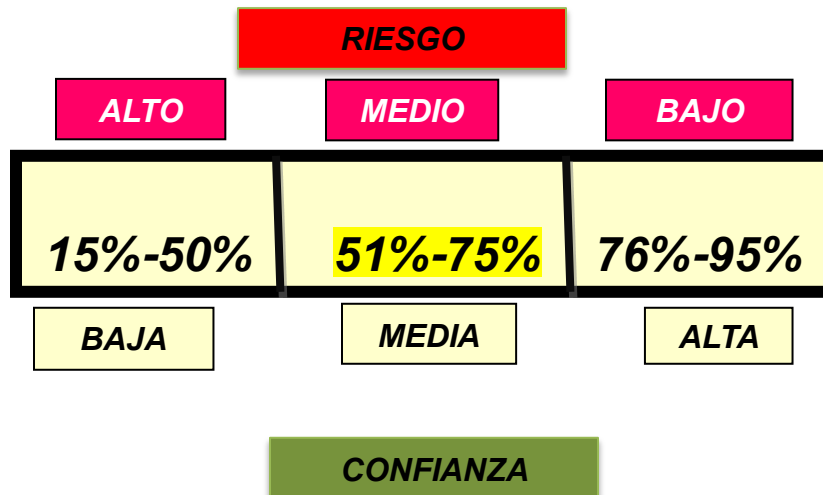 RIESGO
ALTO MEDIO BAJO
15%-50% 51%-75% 76%-95%
BAJA MEDIA ALTA
CONFIANZA